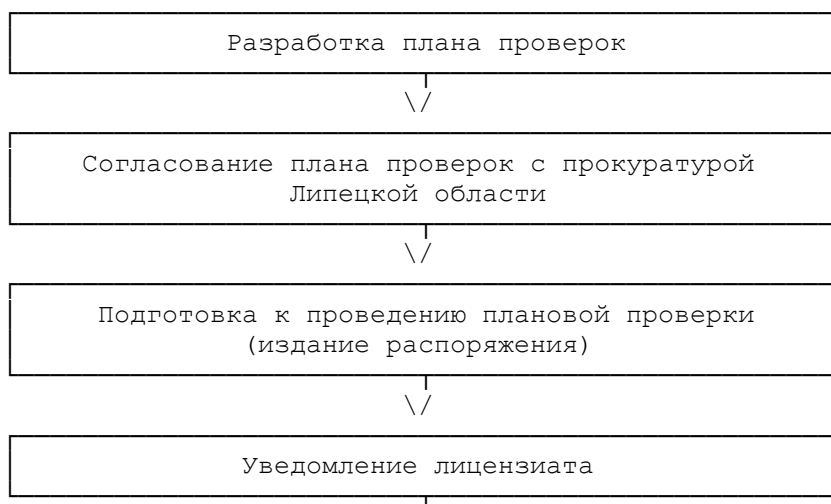 Разработка плана проверок
\/
Согласование плана проверок с прокуратурой
Липецкой области
\/
Подготовка к проведению плановой проверки
(издание распоряжения)
\/
Уведомление лицензиата